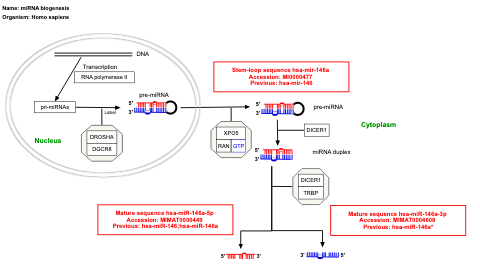 Name: miRNA biogenesis
Organism: Homo sapiens
DNA
Transcription
RNA polymerase II
pri-miRNAs
Label
pre-miRNA
5'
3'
DROSHA
DGCR8
Nucleus
Stem-loop sequence hsa-mir-146a
Accession: MI0000477
Previous: hsa-mir-146
5'
3'
pre-miRNA
XPO5
RAN
GTP
DICER1
Cytoplasm
5'
3'
miRNA duplex
DICER1
TRBP
Mature sequence hsa-miR-146a-5p
Accession: MIMAT0000449
Previous: hsa-miR-146;hsa-miR-146a
Mature sequence hsa-miR-146a-3p
Accession: MIMAT0004608
Previous: hsa-miR-146a*
5'
3'
3'
5'